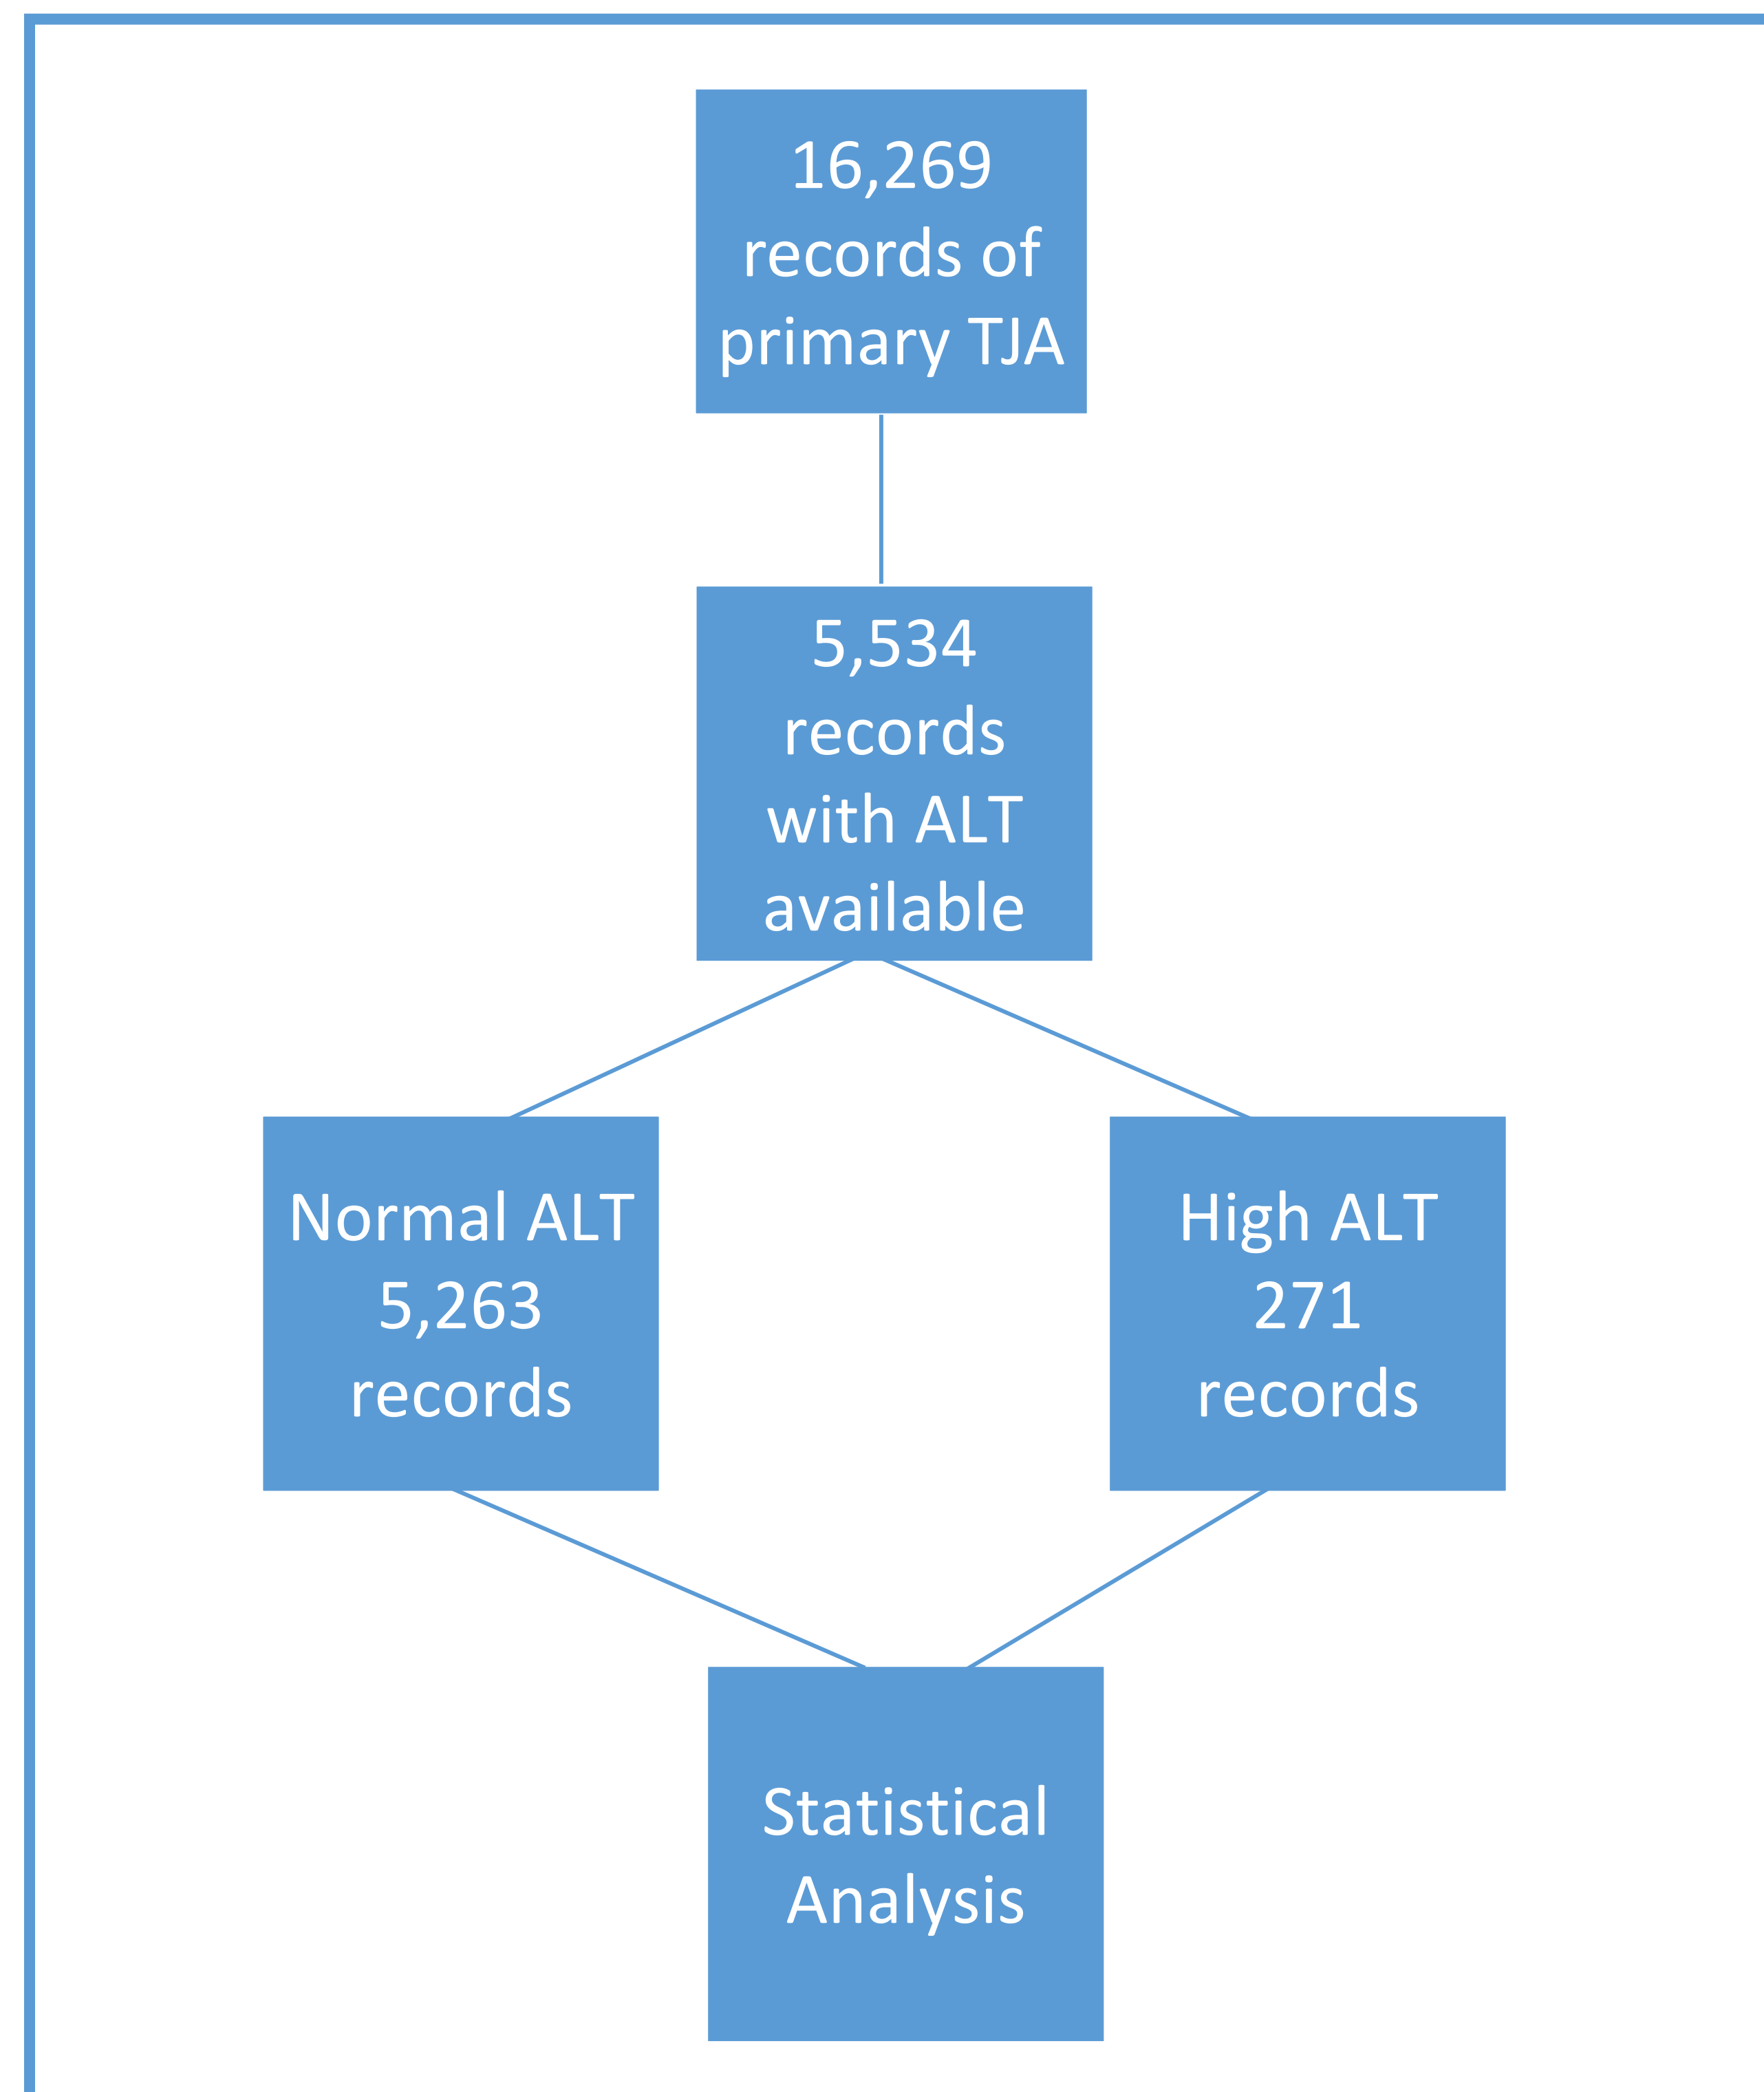 16,269
records of
primary TJA
5,534
records
with ALT
available
Normal ALT
5,263
records
High ALT
271
records
Statistical
Analysis